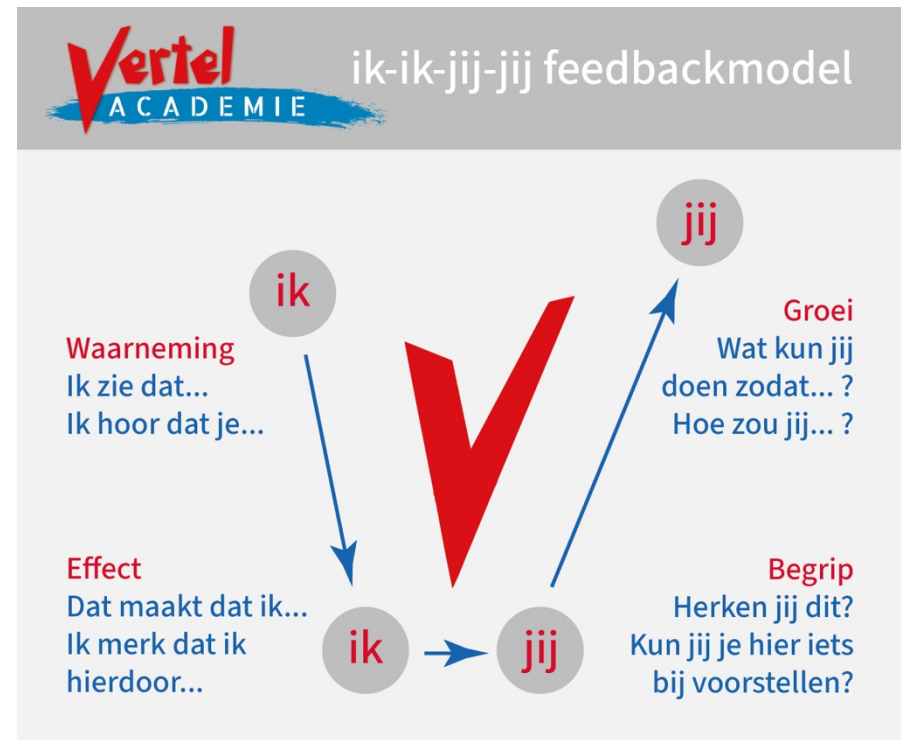 Vertel
ACADEMIE
ik-ik-jij-jij feedbackmodel
ik
Waarneming
Ik zie dat...
Ik hoor dat je...
Effect
Dat maakt dat ik...
Ik merk dat ik
hierdoor...
ik
jij
Begrip
Herken jij dit?
Kun jij je hier iets
bij voorstellen?
jij
Groei
Wat kun jij
doen zodat... ?
Hoe zou jij... ?